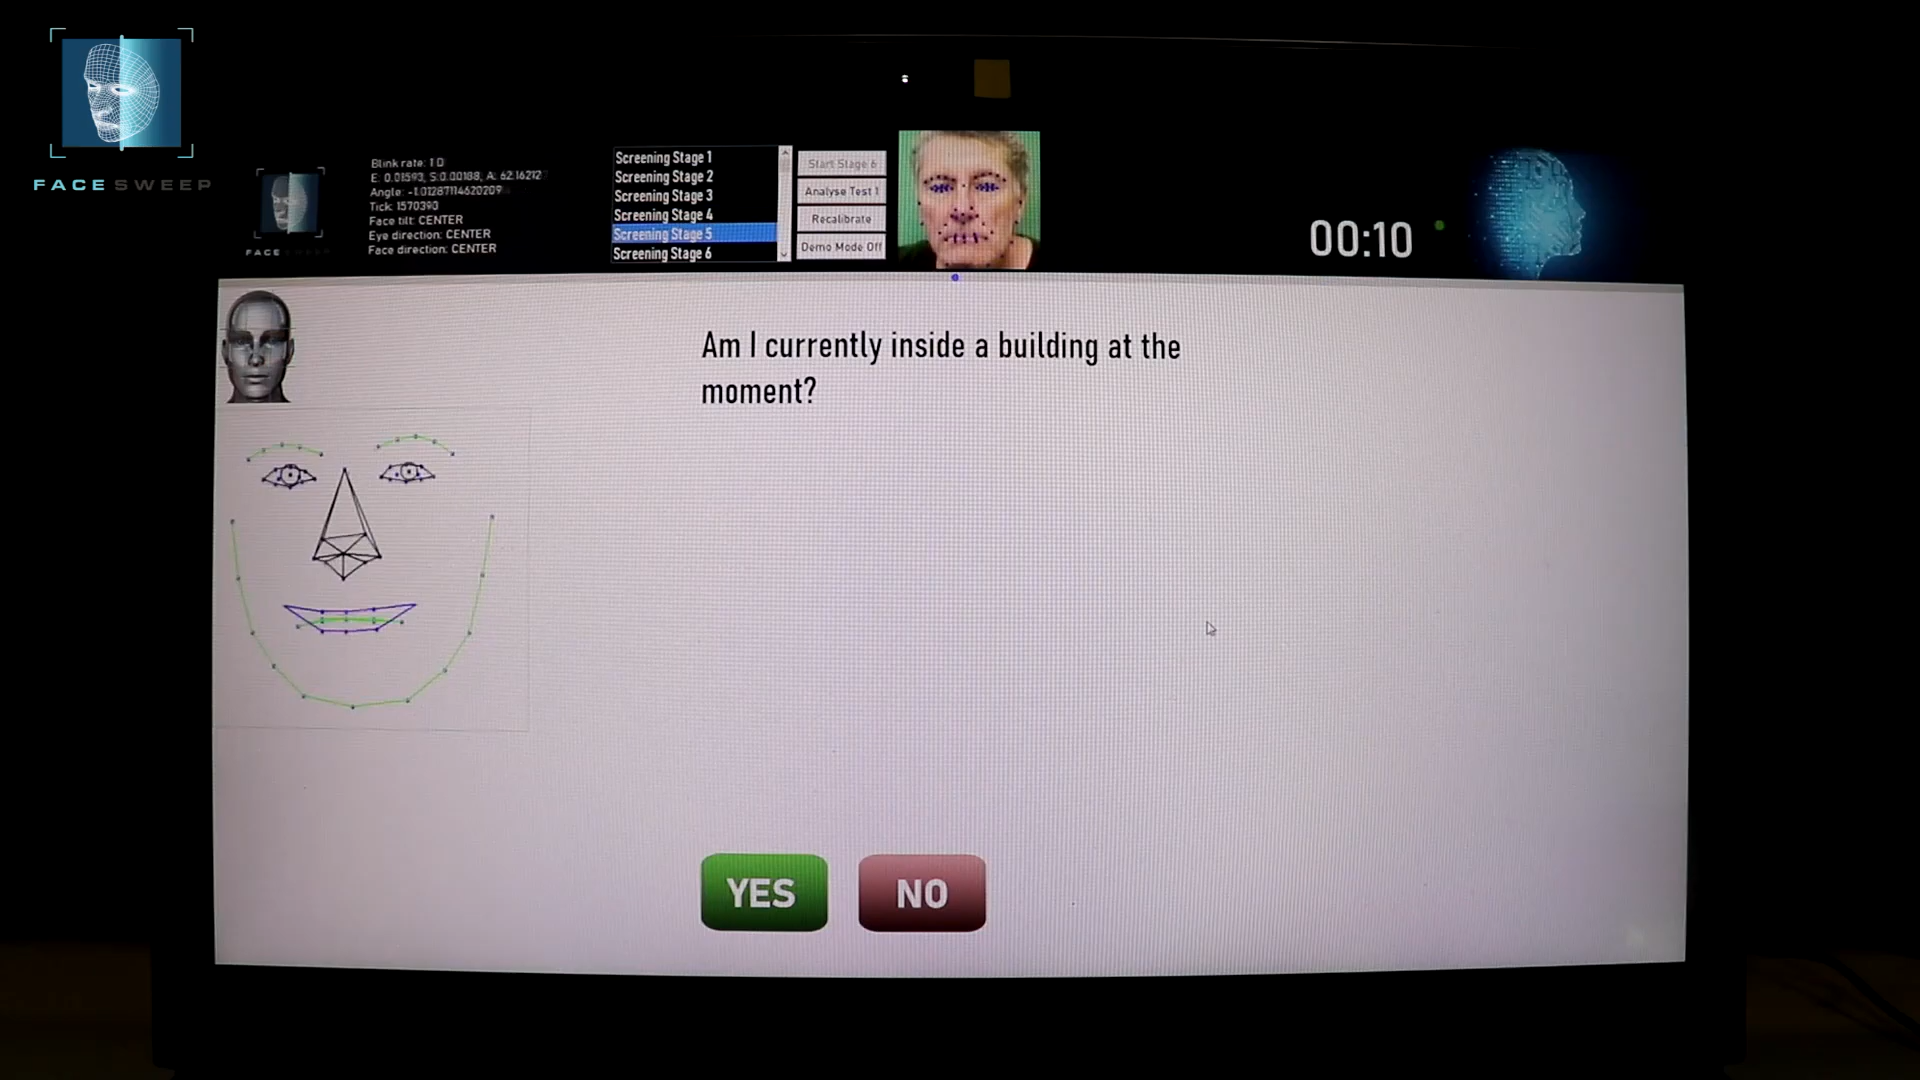 FACE SWEEP
Blink rate: 1 0
E: 0.01593, S:0.00188, A: 62.16212
Angle: -1.01287114620209
Tick: 1570390
Face tilt: CENTER
Eye direction: CENTER
Face direction: CENTER
FACE
Screening Stage 1
Screening Stage 2
Screening Stage 3
Screening Stage 4
Screening Stage 5
Screening Stage 6
Start Stage 6
Analyse Test 1
Recalibrate
Demo Mode Off
00:10
Am I currently inside a building at the
moment?
YES
NO